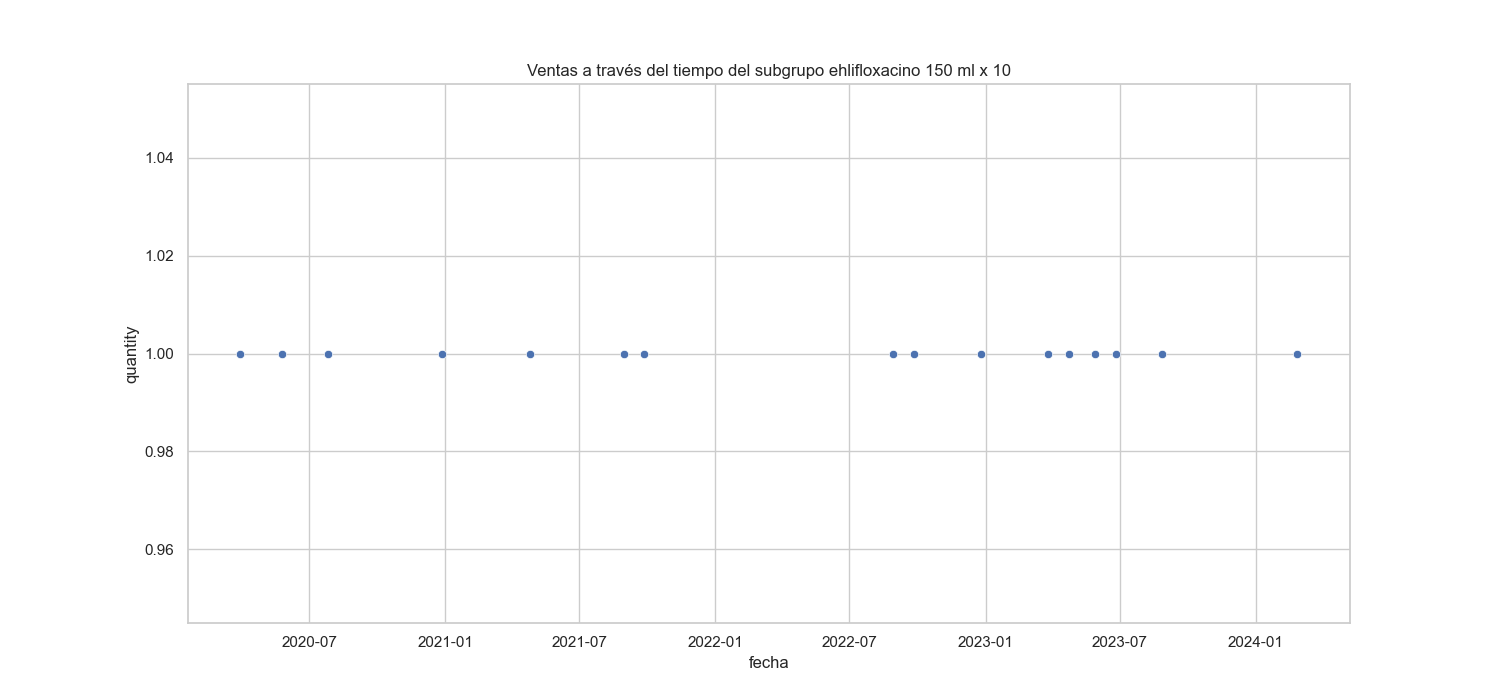 Ventas a través del tiempo del subgrupo ehlifloxacino 150 ml x 10
1.04
1.02
1.00
0.98
0.96
quantity
2020-07 2021-01 2021-07 2022-01 2022-07 2023-01 2023-07 2024-01
fecha